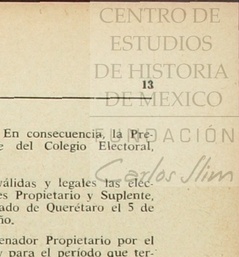 CENTRO DE
ESTUDIOS
DE HISTORIA
13
DE MEXICO
FUNDACIÓN
Carlos Slim
En consecuencia, la Pre-
e del Colegio Electoral,
álidas y legales las elec-
es Propietario y Suplente,
ado de Querétaro el 5 de
ño.
enador Propietario por el
y para el período que ter-